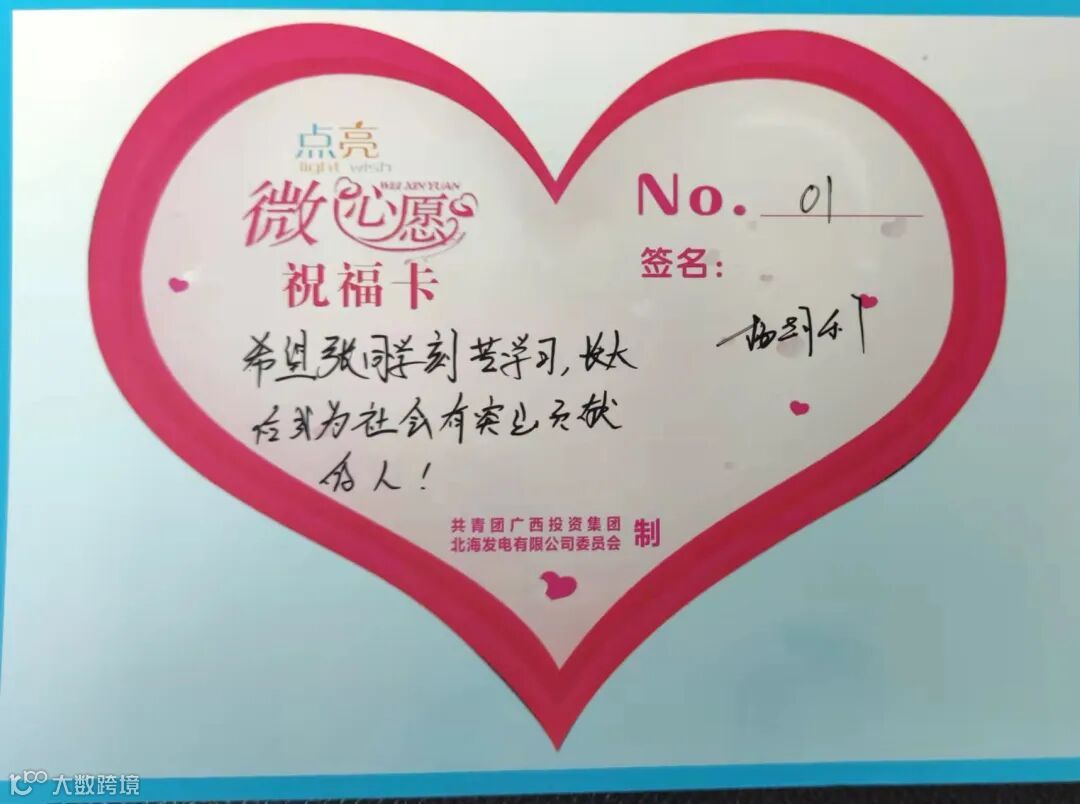 点亮
light wish
WEI XIN YUAN
微心愿
祝福卡
No. 01
签名：
希望张同学刻苦学习，长大
后成为社会有突出贡献
的人！
共青团广西投资集团
北海发电有限公司委员会 制
大数跨境